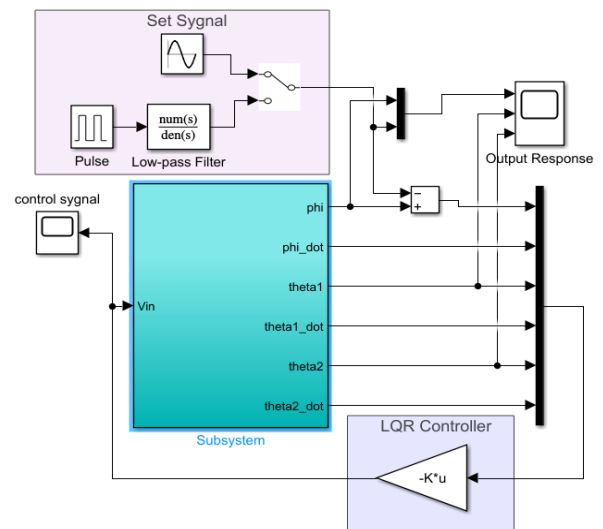 Set Sygnal
num(s)
den(s)
Pulse
Low-pass Filter
Output Response
control sygnal
phi
−
+
phi_dot
theta1
Vin
theta1_dot
theta2
theta2_dot
Subsystem
LQR Controller
-K*u